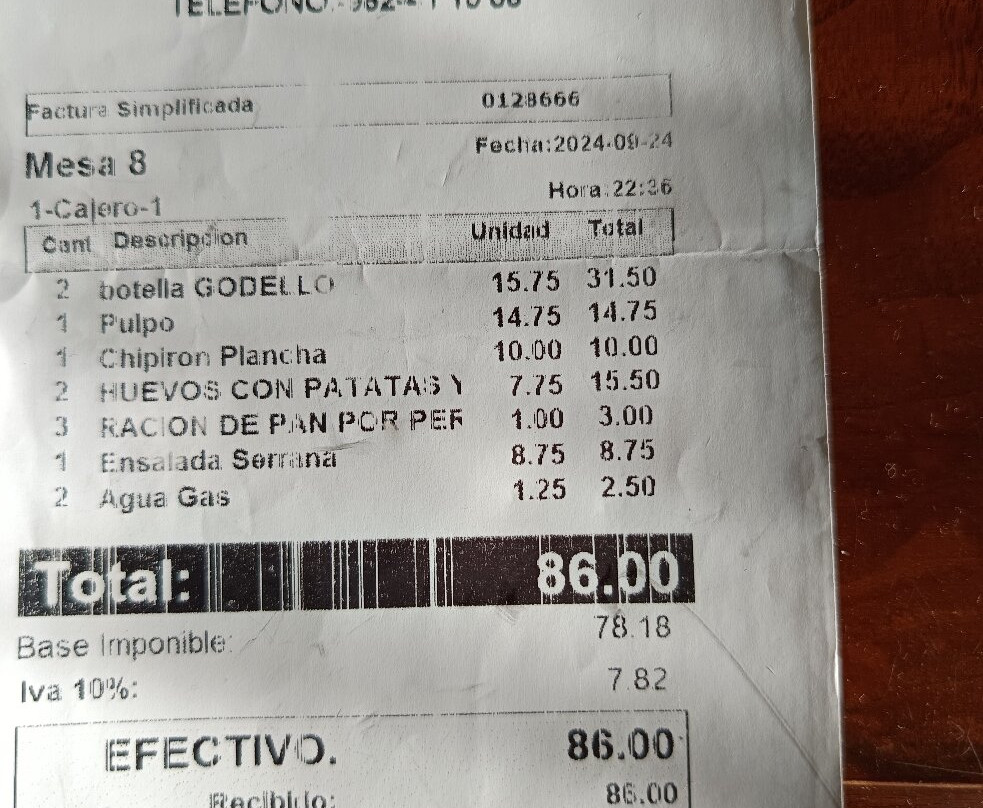 Factura Simplificada 0128666
Mesa 8 Fecha:2024-09-24
1-Cajero-1 Hora:22:36
Cant Descripcion Unidad Total
2 botella GODELLO 15.75 31.50
1 Pulpo 14.75 14.75
1 Chipiron Plancha 10.00 10.00
2 HUEVOS CON PATATAS Y 7.75 15.50
3 RACION DE PAN POR PER 1.00 3.00
1 Ensalada Serrana 8.75 8.75
2 Agua Gas 1.25 2.50
Total: 86.00
Base Imponible: 78.18
Iva 10%: 7.82
EFECTIVO. 86.00
Recibido: 86.00